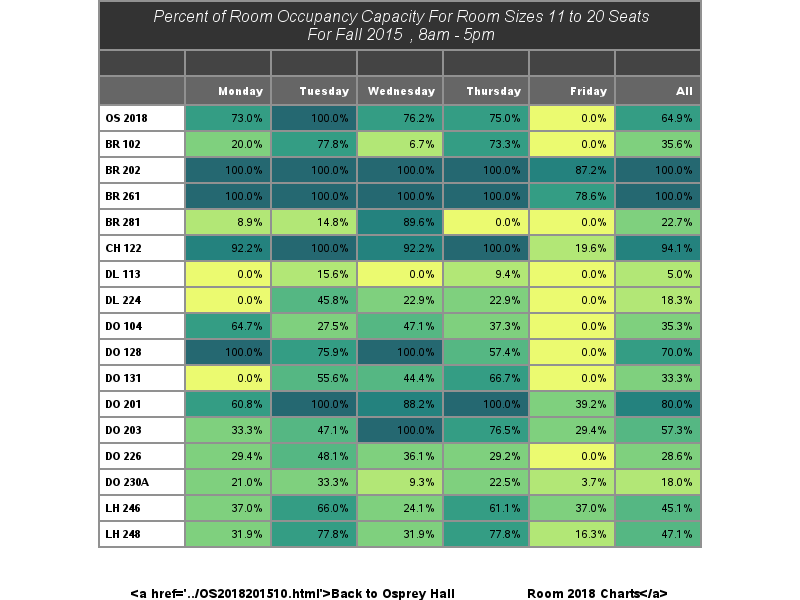 Percent of Room Occupancy Capacity For Room Sizes 11 to 20 Seats
For Fall 2015 , 8am - 5pm
Monday Tuesday Wednesday Thursday Friday All
OS 2018 73.0% 100.0% 76.2% 75.0% 0.0% 64.9%
BR 102 20.0% 77.8% 6.7% 73.3% 0.0% 35.6%
BR 202 100.0% 100.0% 100.0% 100.0% 87.2% 100.0%
BR 261 100.0% 100.0% 100.0% 100.0% 78.6% 100.0%
BR 281 8.9% 14.8% 89.6% 0.0% 0.0% 22.7%
CH 122 92.2% 100.0% 92.2% 100.0% 19.6% 94.1%
DL 113 0.0% 15.6% 0.0% 9.4% 0.0% 5.0%
DL 224 0.0% 45.8% 22.9% 22.9% 0.0% 18.3%
DO 104 64.7% 27.5% 47.1% 37.3% 0.0% 35.3%
DO 128 100.0% 75.9% 100.0% 57.4% 0.0% 70.0%
DO 131 0.0% 55.6% 44.4% 66.7% 0.0% 33.3%
DO 201 60.8% 100.0% 88.2% 100.0% 39.2% 80.0%
DO 203 33.3% 47.1% 100.0% 76.5% 29.4% 57.3%
DO 226 29.4% 48.1% 36.1% 29.2% 0.0% 28.6%
DO 230A 21.0% 33.3% 9.3% 22.5% 3.7% 18.0%
LH 246 37.0% 66.0% 24.1% 61.1% 37.0% 45.1%
LH 248 31.9% 77.8% 31.9% 77.8% 16.3% 47.1%
<a href='../OS2018201510.html'>Back to Osprey Hall Room 2018 Charts</a>